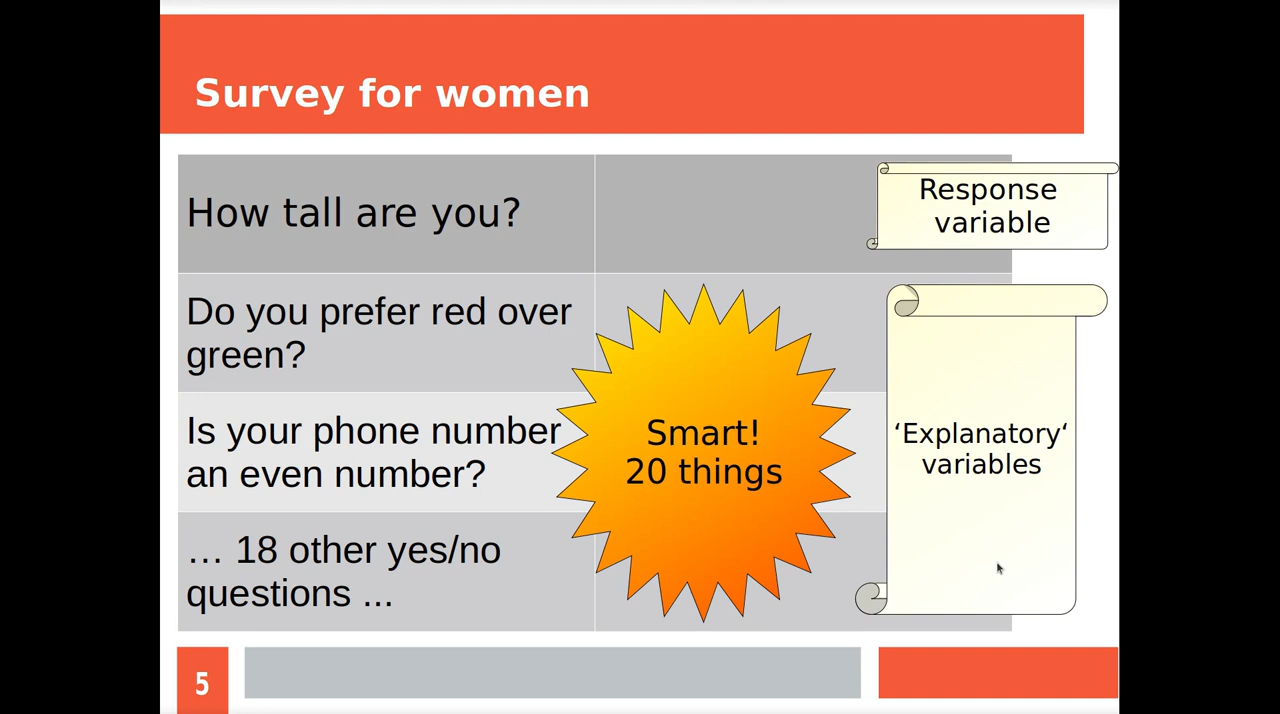 Survey for women
How tall are you?
Response
variable
Do you prefer red over
green?
Is your phone number
an even number?
… 18 other yes/no
questions ...
Smart!
20 things
‘Explanatory‘
variables
5